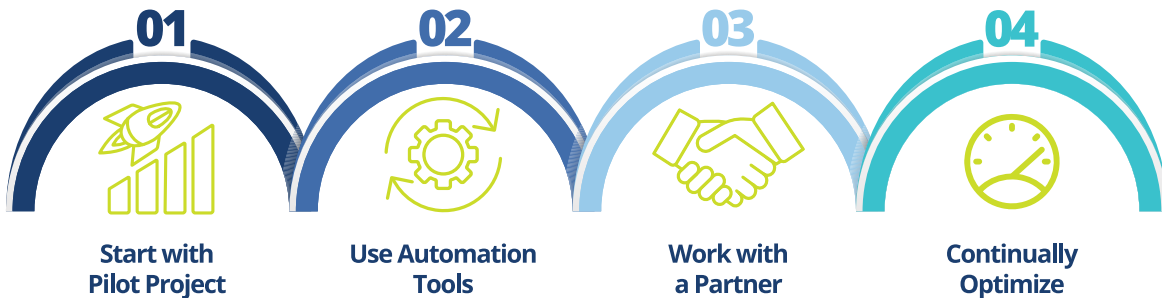 01
02
03
04
Start with
Pilot Project
Use Automation
Tools
Work with
a Partner
Continually
Optimize